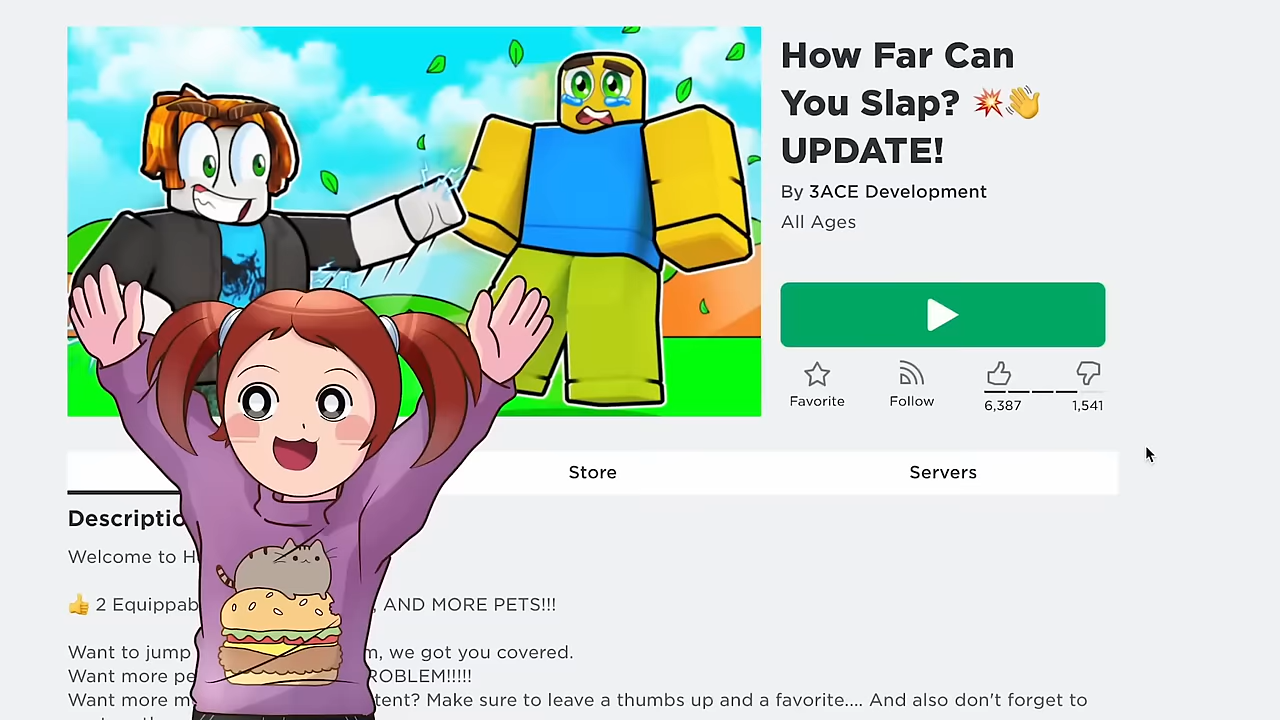 How Far Can
You Slap? 💥👋
UPDATE!
By 3ACE Development
All Ages
Favorite
Follow
6,387
1,541
Store
Servers
Descriptio
Welcome to H
👍 2 Equippab , AND MORE PETS!!!
Want to jump m, we got you covered.
Want more pe ROBLEM!!!!!
Want more m tent? Make sure to leave a thumbs up and a favorite.... And also don't forget to